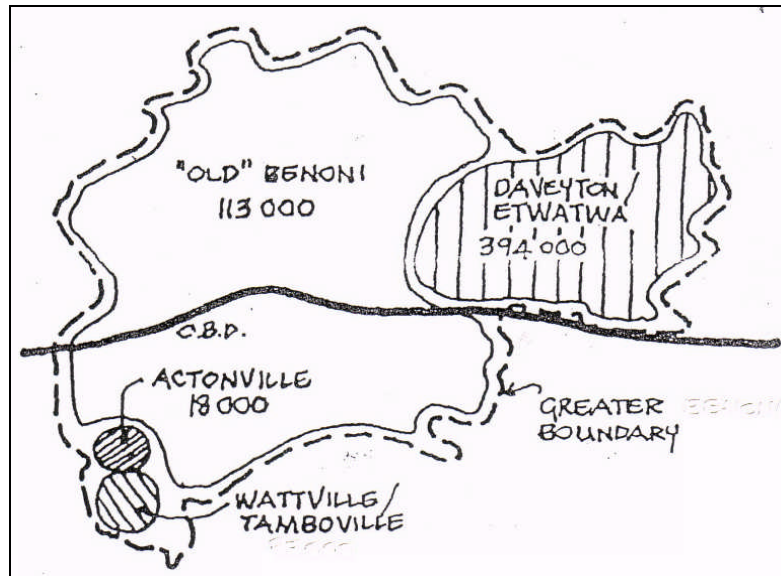 "OLD" BENONI
113 000
DAVEYTON/
ETWATWA
394 000
C.B.D.
ACTONVILLE
18 000
GREATER
BOUNDARY
WATTVILLE/
TAMBOVILLE